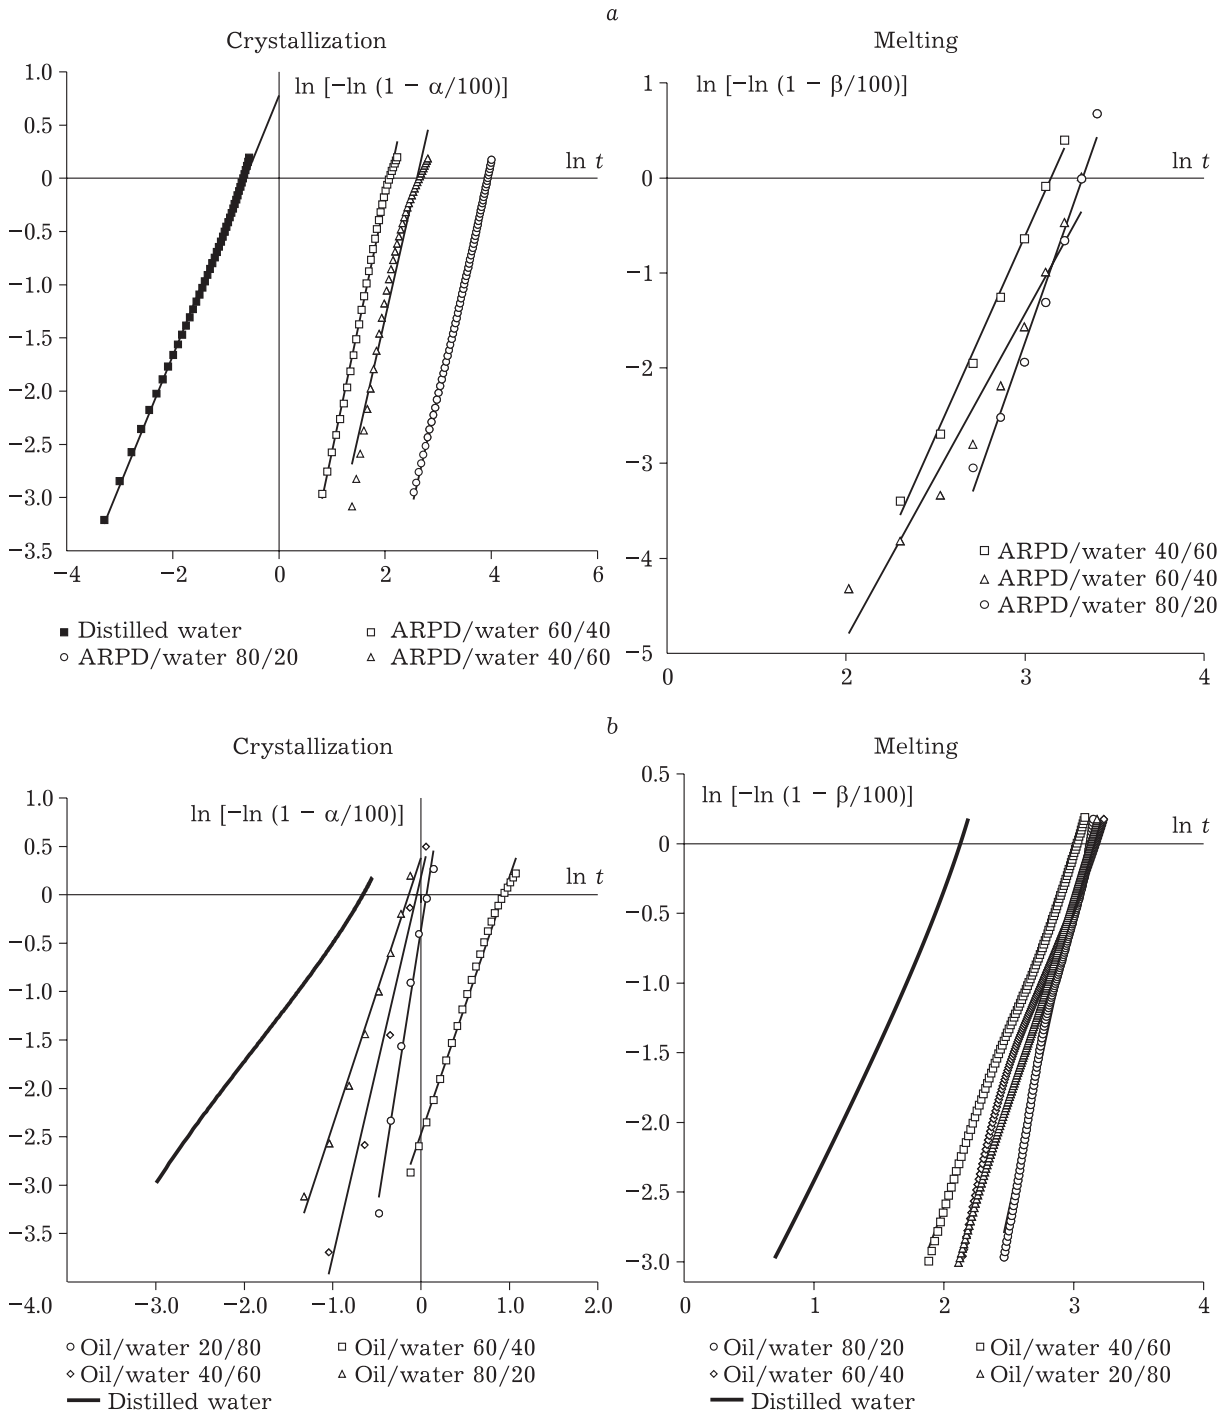 a
Crystallization
Melting
ln [−ln (1 − α/100)]
ln t
1.0
0.5
0
−0.5
−1.0
−1.5
−2.0
−2.5
−3.0
−3.5
−4
−2
0
2
4
6
■ Distilled water
□ ARPD/water 60/40
○ ARPD/water 80/20
△ ARPD/water 40/60
ln [−ln (1 − β/100)]
ln t
1
0
−1
−2
−3
−4
−5
0
2
3
4
□ ARPD/water 40/60
△ ARPD/water 60/40
○ ARPD/water 80/20
b
Crystallization
Melting
ln [−ln (1 − α/100)]
ln t
1.0
0.5
0
−0.5
−1.0
−1.5
−2.0
−2.5
−3.0
−3.5
−4.0
−3.0
−2.0
−1.0
0
1.0
2.0
○ Oil/water 20/80
□ Oil/water 60/40
◇ Oil/water 40/60
△ Oil/water 80/20
Distilled water
ln [−ln (1 − β/100)]
ln t
0.5
0
−0.5
−1.0
−1.5
−2.0
−2.5
−3.0
0
1
2
3
4
○ Oil/water 80/20
□ Oil/water 40/60
◇ Oil/water 60/40
△ Oil/water 20/80
Distilled water